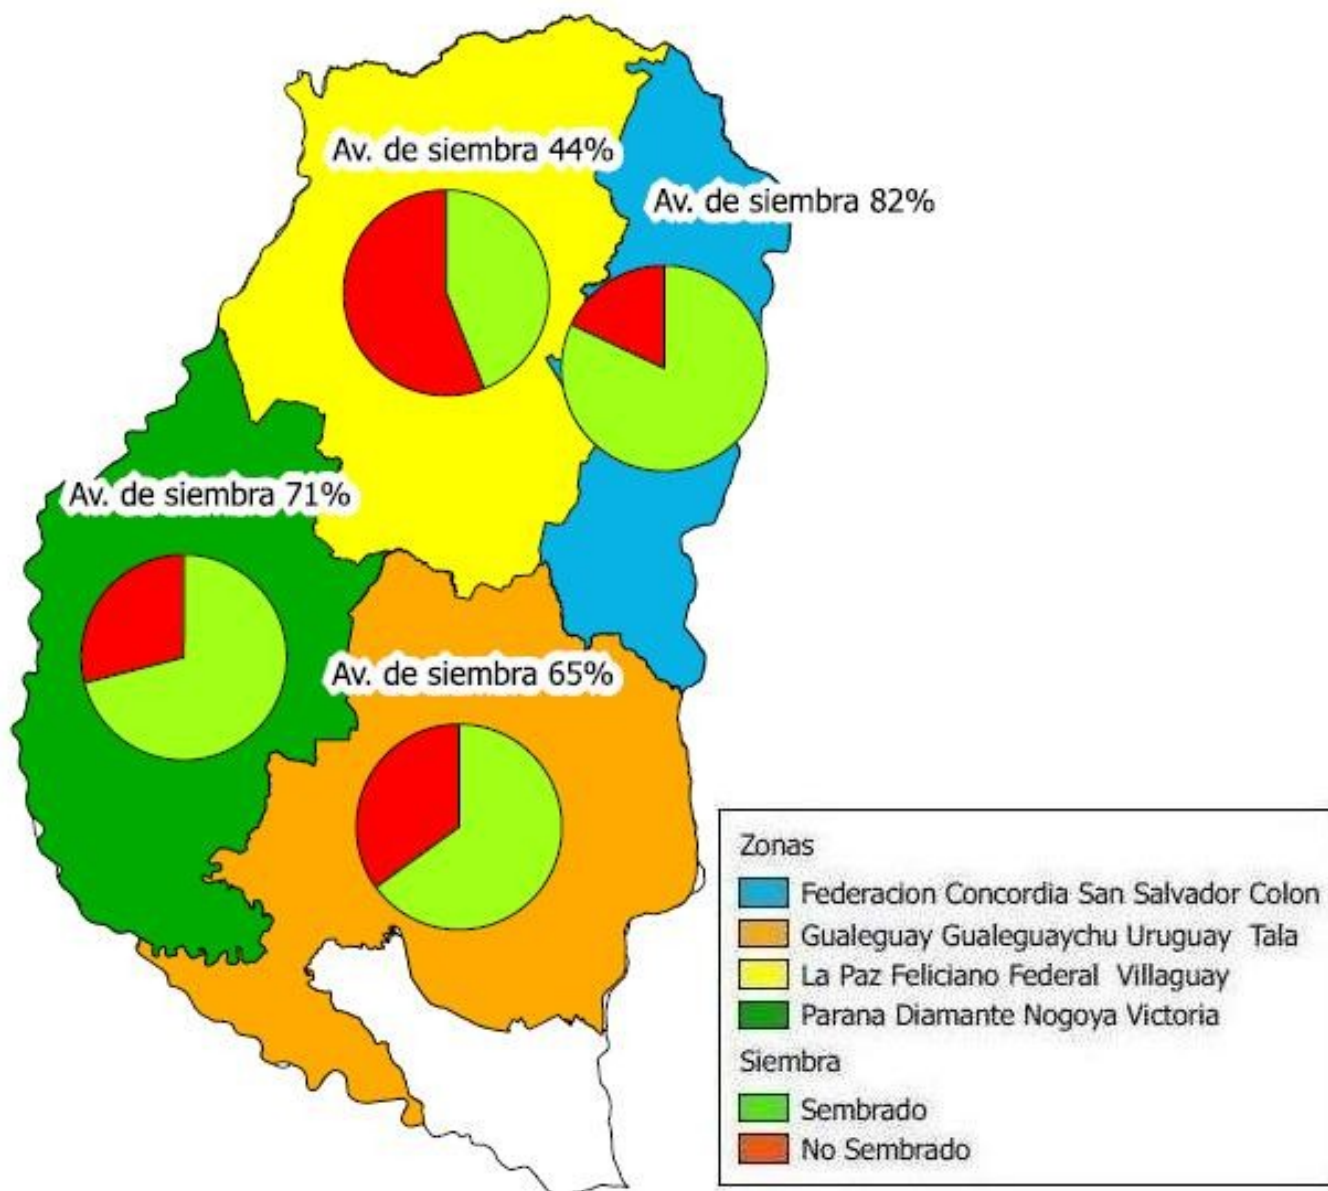 Av. de siembra 44%
Av. de siembra 82%
Av. de siembra 71%
Av. de siembra 65%
Zonas
Federacion Concordia San Salvador Colon
Gualeguay Gualeguaychu Uruguay Tala
La Paz Feliciano Federal Villaguay
Parana Diamante Nogoya Victoria
Siembra
Sembrado
No Sembrado